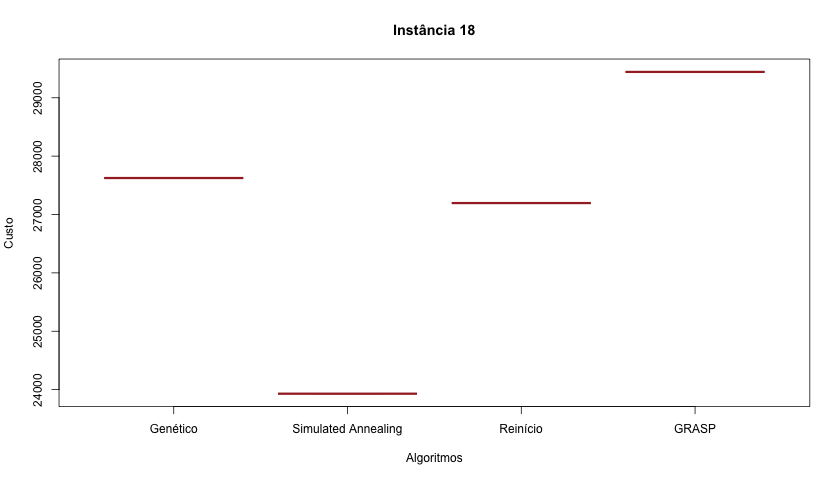 Instância 18
Custo
29000
28000
27000
26000
25000
24000
Genético Simulated Annealing Reinício GRASP
Algoritmos